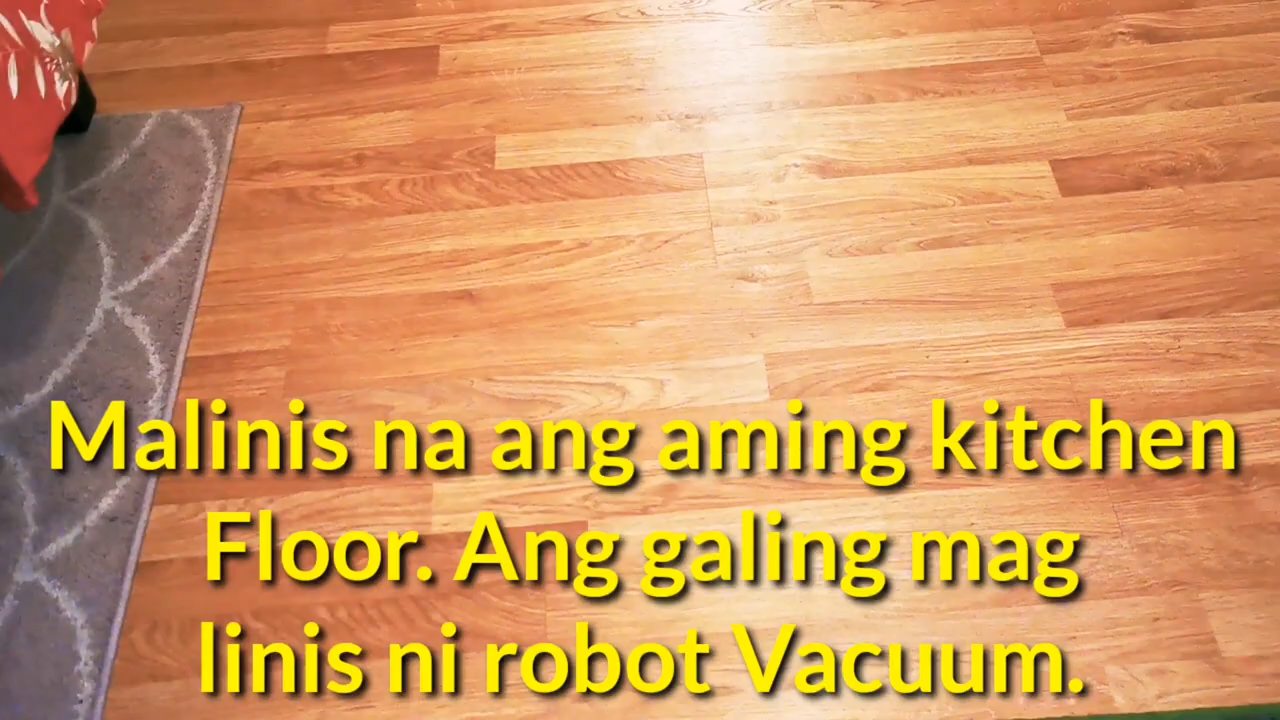 Malinis na ang aming kitchen
Floor. Ang galing mag
linis ni robot Vacuum.